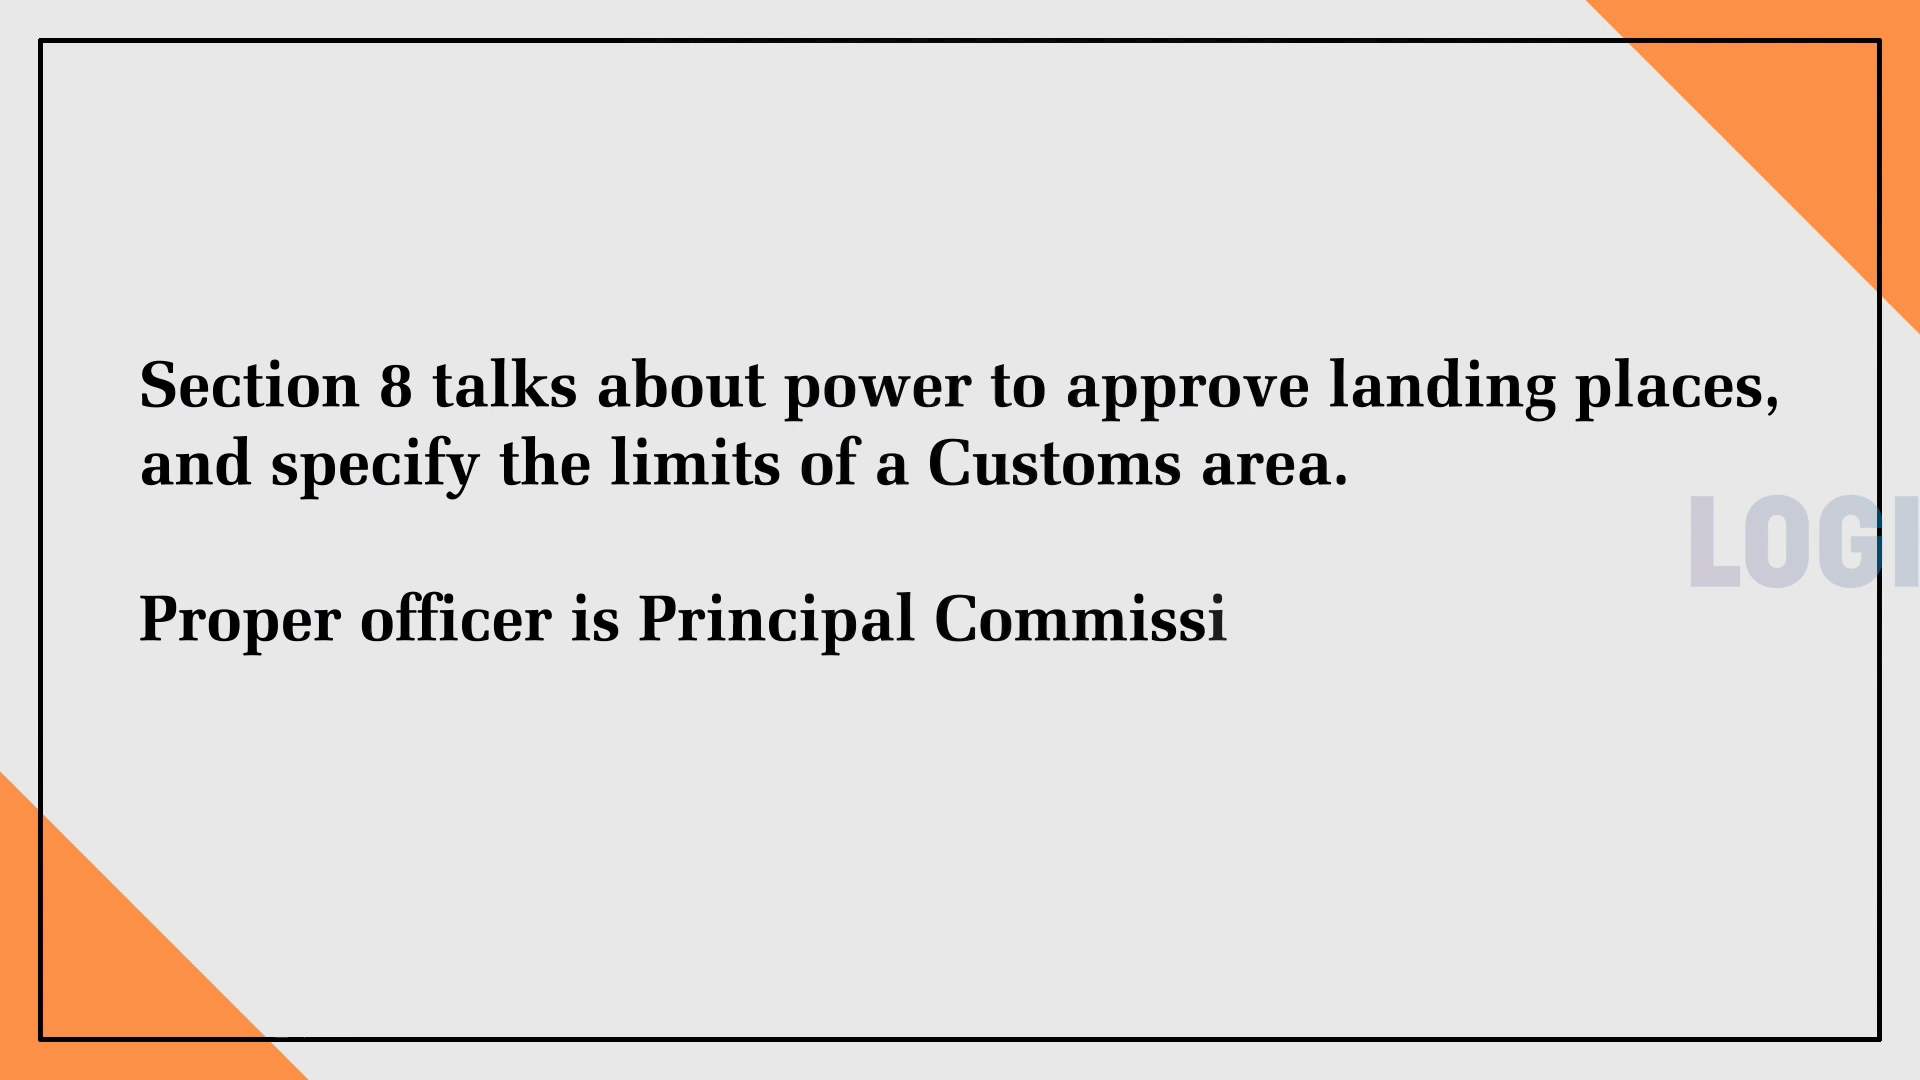 Section 8 talks about power to approve landing places,
and specify the limits of a Customs area.
LOGI
Proper officer is Principal Commissi